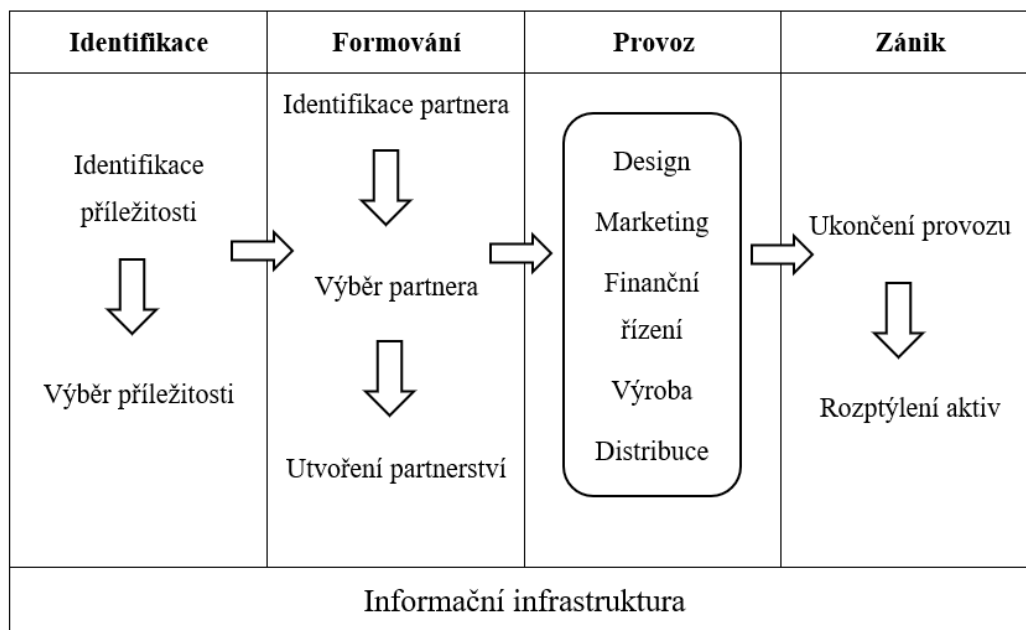 Identifikace
Formování
Provoz
Zánik
Identifikace
příležitosti
Výběr příležitosti
Identifikace partnera
Výběr partnera
Utvoření partnerství
Design
Marketing
Finanční
řízení
Výroba
Distribuce
Ukončení provozu
Rozptýlení aktiv
Informační infrastruktura